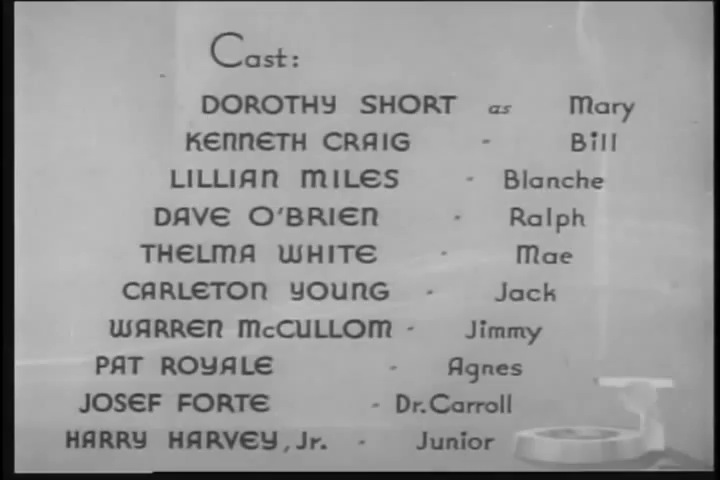 Cast:
DOROTHY SHORT as Mary
KENNETH CRAIG - Bill
LILLIAN MILES - Blanche
DAVE O'BRIEN - Ralph
THELMA WHITE - Mae
CARLETON YOUNG - Jack
WARREN McCULLOM - Jimmy
PAT ROYALE - Agnes
JOSEF FORTE - Dr. Carroll
HARRY HARVEY, Jr. - Junior